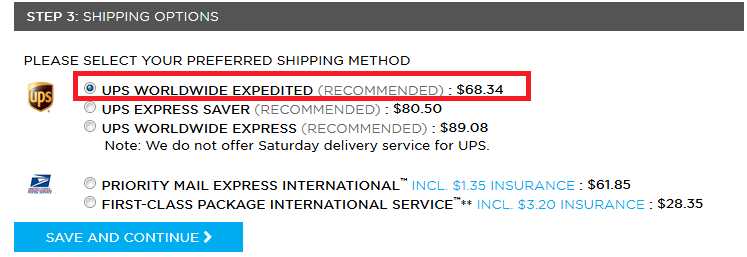 STEP 3: SHIPPING OPTIONS
PLEASE SELECT YOUR PREFERRED SHIPPING METHOD
ups
UPS WORLDWIDE EXPEDITED (RECOMMENDED) : $68.34
UPS EXPRESS SAVER (RECOMMENDED) : $80.50
UPS WORLDWIDE EXPRESS (RECOMMENDED) : $89.08
Note: We do not offer Saturday delivery service for UPS.
PRIORITY MAIL EXPRESS INTERNATIONAL™ INCL. $1.35 INSURANCE : $61.85
FIRST-CLASS PACKAGE INTERNATIONAL SERVICE™** INCL. $3.20 INSURANCE : $28.35
SAVE AND CONTINUE